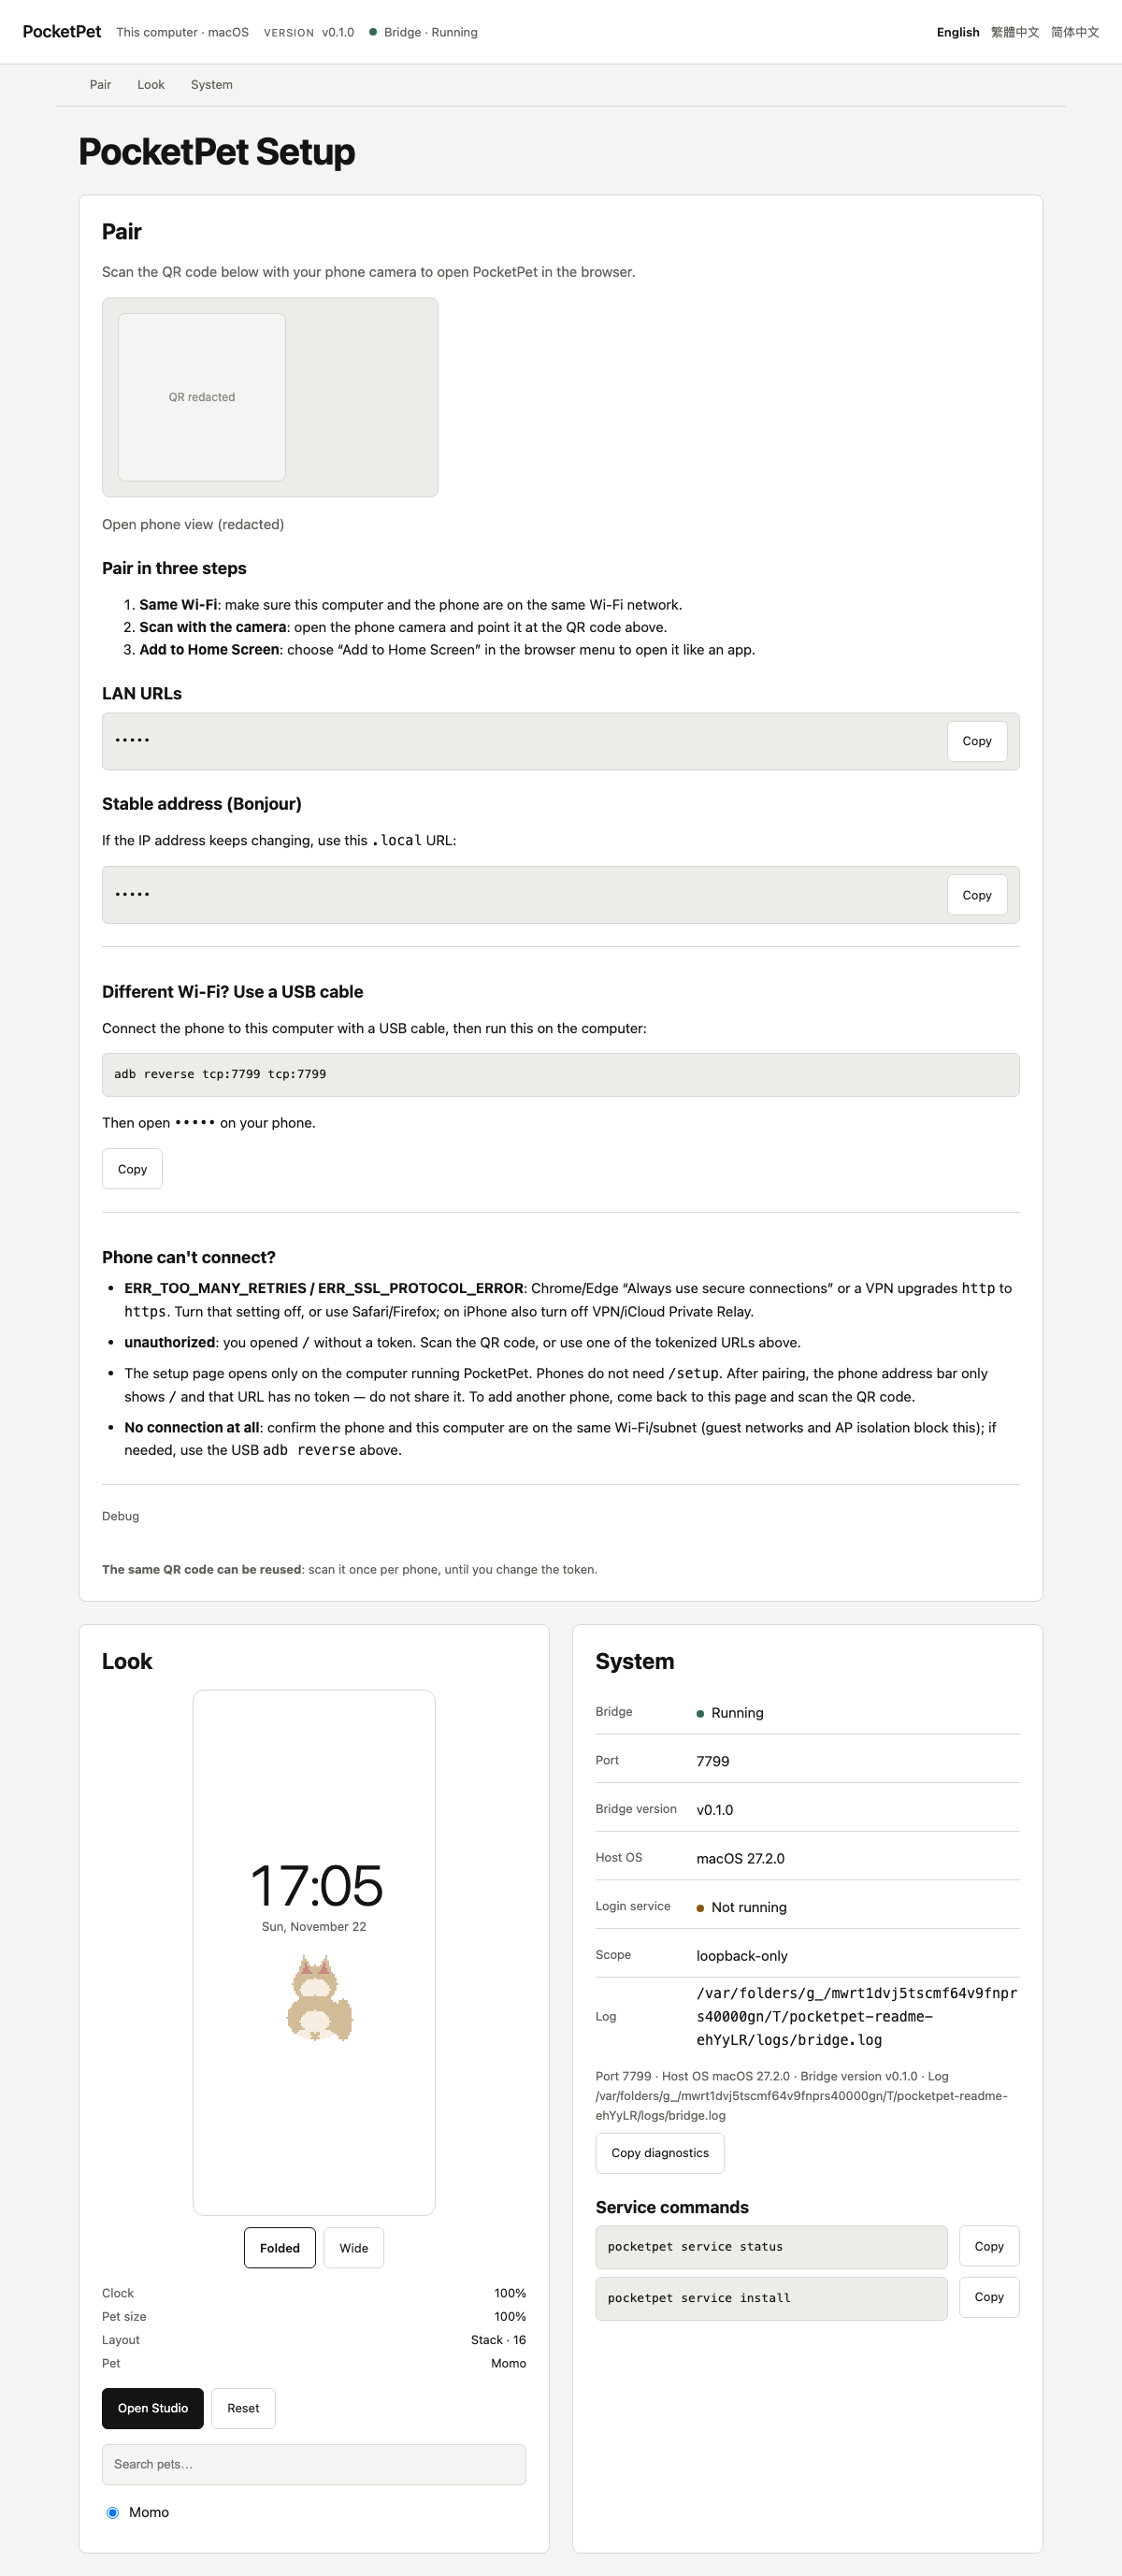 PocketPet This computer · macOS VERSION v0.1.0 Bridge · Running English 繁體中文 简体中文
Pair Look System
PocketPet Setup
Pair
Scan the QR code below with your phone camera to open PocketPet in the browser.
QR redacted
Open phone view (redacted)
Pair in three steps
1. Same Wi-Fi: make sure this computer and the phone are on the same Wi-Fi network.
2. Scan with the camera: open the phone camera and point it at the QR code above.
3. Add to Home Screen: choose “Add to Home Screen” in the browser menu to open it like an app.
LAN URLs
••••• Copy
Stable address (Bonjour)
If the IP address keeps changing, use this .local URL:
••••• Copy
Different Wi-Fi? Use a USB cable
Connect the phone to this computer with a USB cable, then run this on the computer:
adb reverse tcp:7799 tcp:7799
Then open ••••• on your phone.
Copy
Phone can't connect?
• ERR_TOO_MANY_RETRIES / ERR_SSL_PROTOCOL_ERROR: Chrome/Edge “Always use secure connections” or a VPN upgrades http to
https. Turn that setting off, or use Safari/Firefox; on iPhone also turn off VPN/iCloud Private Relay.
• unauthorized: you opened / without a token. Scan the QR code, or use one of the tokenized URLs above.
• The setup page opens only on the computer running PocketPet. Phones do not need /setup. After pairing, the phone address bar only
shows / and that URL has no token — do not share it. To add another phone, come back to this page and scan the QR code.
• No connection at all: confirm the phone and this computer are on the same Wi-Fi/subnet (guest networks and AP isolation block this); if
needed, use the USB adb reverse above.
Debug
The same QR code can be reused: scan it once per phone, until you change the token.
Look
17:05
Sun, November 22
Folded Wide
Clock 100%
Pet size 100%
Layout Stack · 16
Pet Momo
Open Studio Reset
Search pets…
Momo
System
Bridge Running
Port 7799
Bridge version v0.1.0
Host OS macOS 27.2.0
Login service Not running
Scope loopback-only
Log /var/folders/g_/mwrt1dvj5tscmf64v9fnpr
s40000gn/T/pocketpet-readme-
ehYyLR/logs/bridge.log
Port 7799 · Host OS macOS 27.2.0 · Bridge version v0.1.0 · Log
/var/folders/g_/mwrt1dvj5tscmf64v9fnprs40000gn/T/pocketpet-readme-
ehYyLR/logs/bridge.log
Copy diagnostics
Service commands
pocketpet service status Copy
pocketpet service install Copy